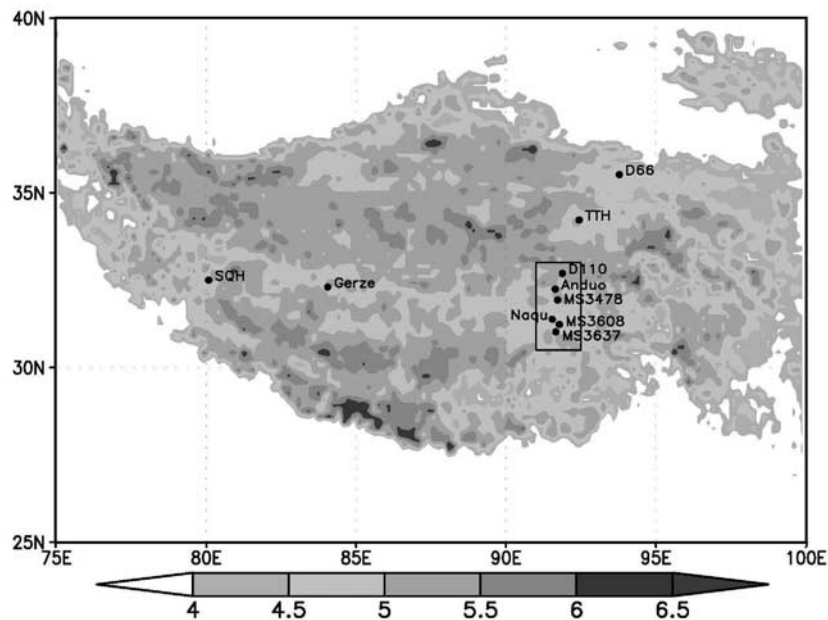 40N
D66
35N
TTH
SQH
Gerze
D110
Anduo
MS3478
Naqu
MS3608
MS3637
30N
25N
75E 80E 85E 90E 95E 100E
4 4.5 5 5.5 6 6.5